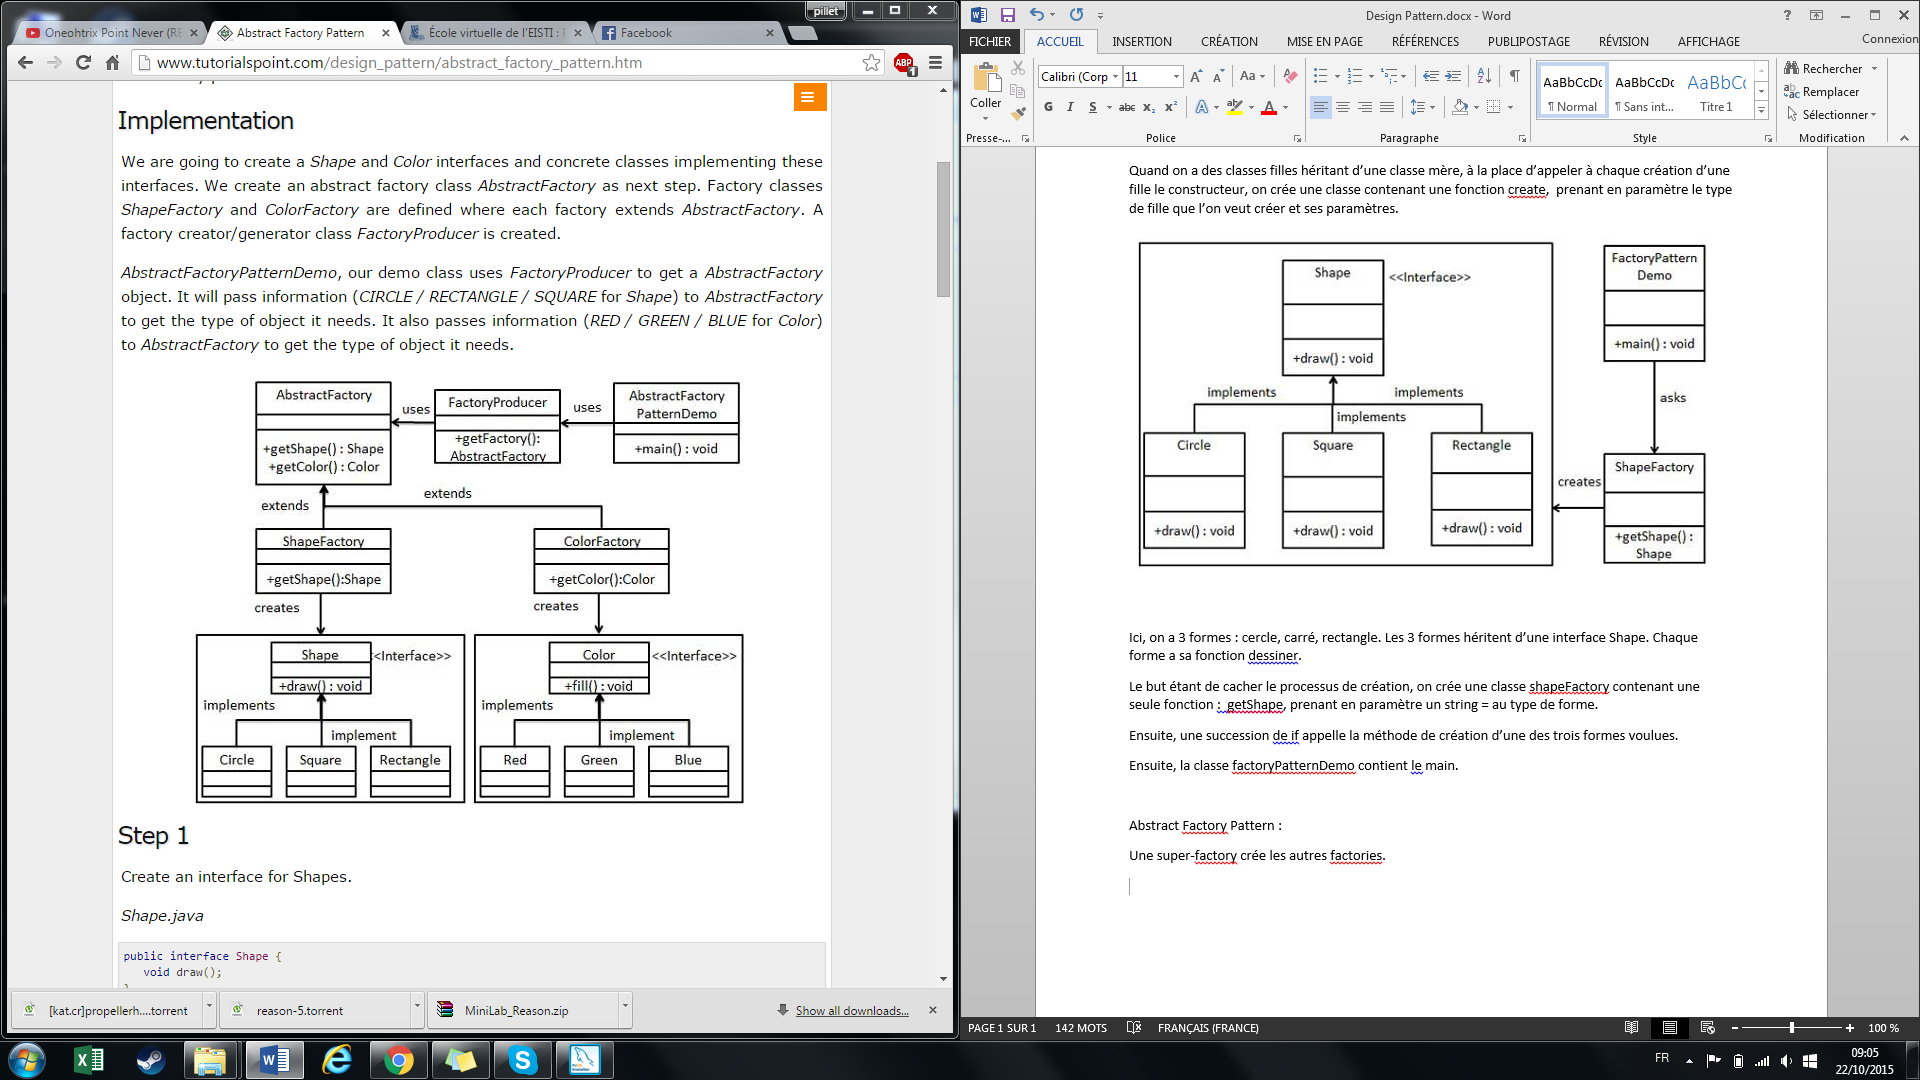 pillet
Oneohtrix Point Never (RE
Abstract Factory Pattern
École virtuelle de l'EISTI :
Facebook
www.tutorialspoint.com/design_pattern/abstract_factory_pattern.htm
ABP
1
Implementation
We are going to create a Shape and Color interfaces and concrete classes implementing these
interfaces. We create an abstract factory class AbstractFactory as next step. Factory classes
ShapeFactory and ColorFactory are defined where each factory extends AbstractFactory. A
factory creator/generator class FactoryProducer is created.
AbstractFactoryPatternDemo, our demo class uses FactoryProducer to get a AbstractFactory
object. It will pass information (CIRCLE / RECTANGLE / SQUARE for Shape) to AbstractFactory
to get the type of object it needs. It also passes information (RED / GREEN / BLUE for Color)
to AbstractFactory to get the type of object it needs.
AbstractFactory
+getShape() : Shape
+getColor() : Color
uses
FactoryProducer
+getFactory():
AbstractFactory
uses
AbstractFactory
PatternDemo
+main() : void
extends
extends
ShapeFactory
+getShape():Shape
ColorFactory
+getColor():Color
creates
creates
Shape
<<Interface>>
+draw() : void
implements
implement
Circle
Square
Rectangle
Color
<<Interface>>
+fill() : void
implements
implement
Red
Green
Blue
Step 1
Create an interface for Shapes.
Shape.java
public interface Shape {
void draw();
}
[kat.cr]propellerh....torrent
reason-5.torrent
MiniLab_Reason.zip
Show all downloads...
Design Pattern.docx - Word
FICHIER
ACCUEIL
INSERTION
CRÉATION
MISE EN PAGE
RÉFÉRENCES
PUBLIPOSTAGE
RÉVISION
AFFICHAGE
Connexion
Coller
Calibri (Corp
11
Aa
G I S abc x₂ x²
AaBbCcDc
¶ Normal
AaBbCcDc
¶ Sans int...
AaBbCc
Titre 1
Rechercher
Remplacer
Sélectionner
Presse-...
Police
Paragraphe
Style
Modification
Quand on a des classes filles héritant d'une classe mère, à la place d'appeler à chaque création d'une
fille le constructeur, on crée une classe contenant une fonction create,  prenant en paramètre le type
de fille que l'on veut créer et ses paramètres.
Shape
<<Interface>>
+draw() : void
implements
implements
implements
Circle
+draw() : void
Square
+draw() : void
Rectangle
+draw() : void
FactoryPattern
Demo
+main() : void
asks
creates
ShapeFactory
+getShape() :
Shape
Ici, on a 3 formes : cercle, carré, rectangle. Les 3 formes héritent d'une interface Shape. Chaque
forme a sa fonction dessiner.
Le but étant de cacher le processus de création, on crée une classe shapeFactory contenant une
seule fonction :  getShape, prenant en paramètre un string = au type de forme.
Ensuite, une succession de if appelle la méthode de création d'une des trois formes voulues.
Ensuite, la classe factoryPatternDemo contient le main.
Abstract Factory Pattern :
Une super-factory crée les autres factories.
PAGE 1 SUR 1
142 MOTS
FRANÇAIS (FRANCE)
100 %
FR
09:05
22/10/2015